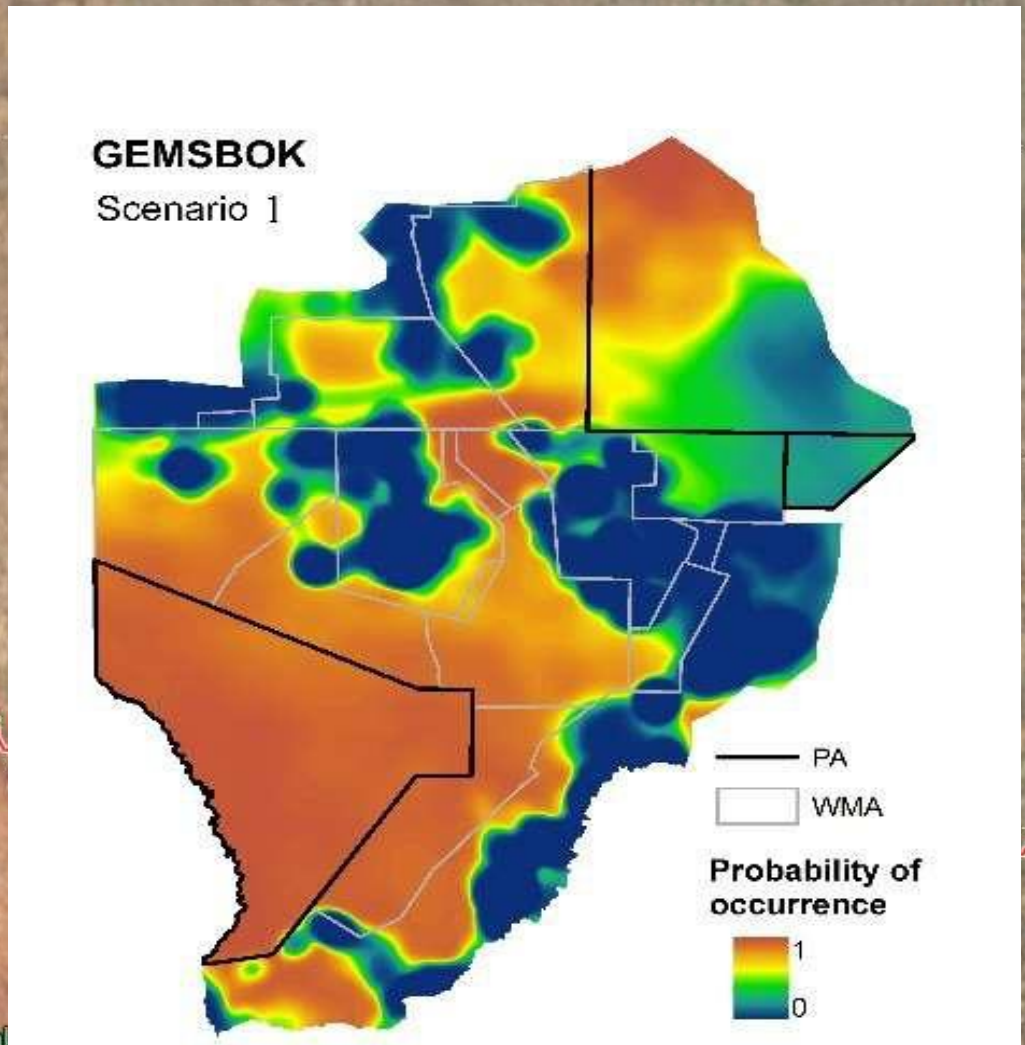 GEMSBOK
Scenario 1
PA
WMA
Probability of
occurrence
1
0